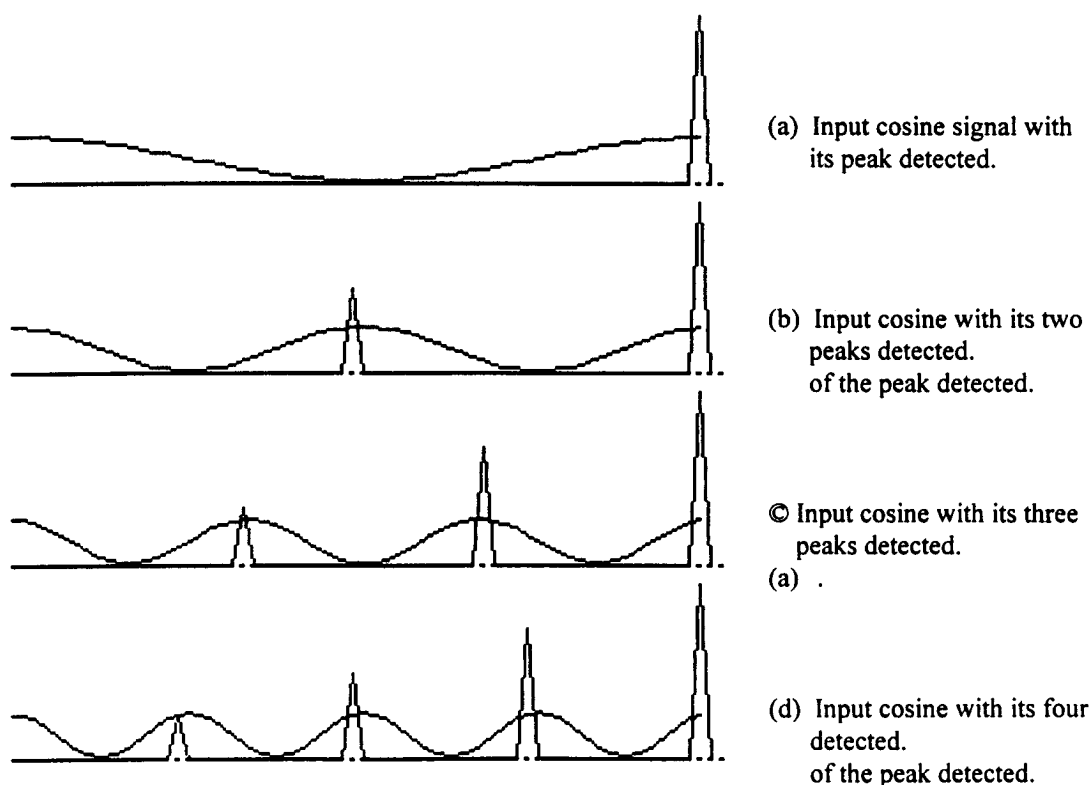 (a) Input cosine signal with
its peak detected.
(b) Input cosine with its two
peaks detected.
of the peak detected.
© Input cosine with its three
peaks detected.
(a) .
(d) Input cosine with its four
detected.
of the peak detected.